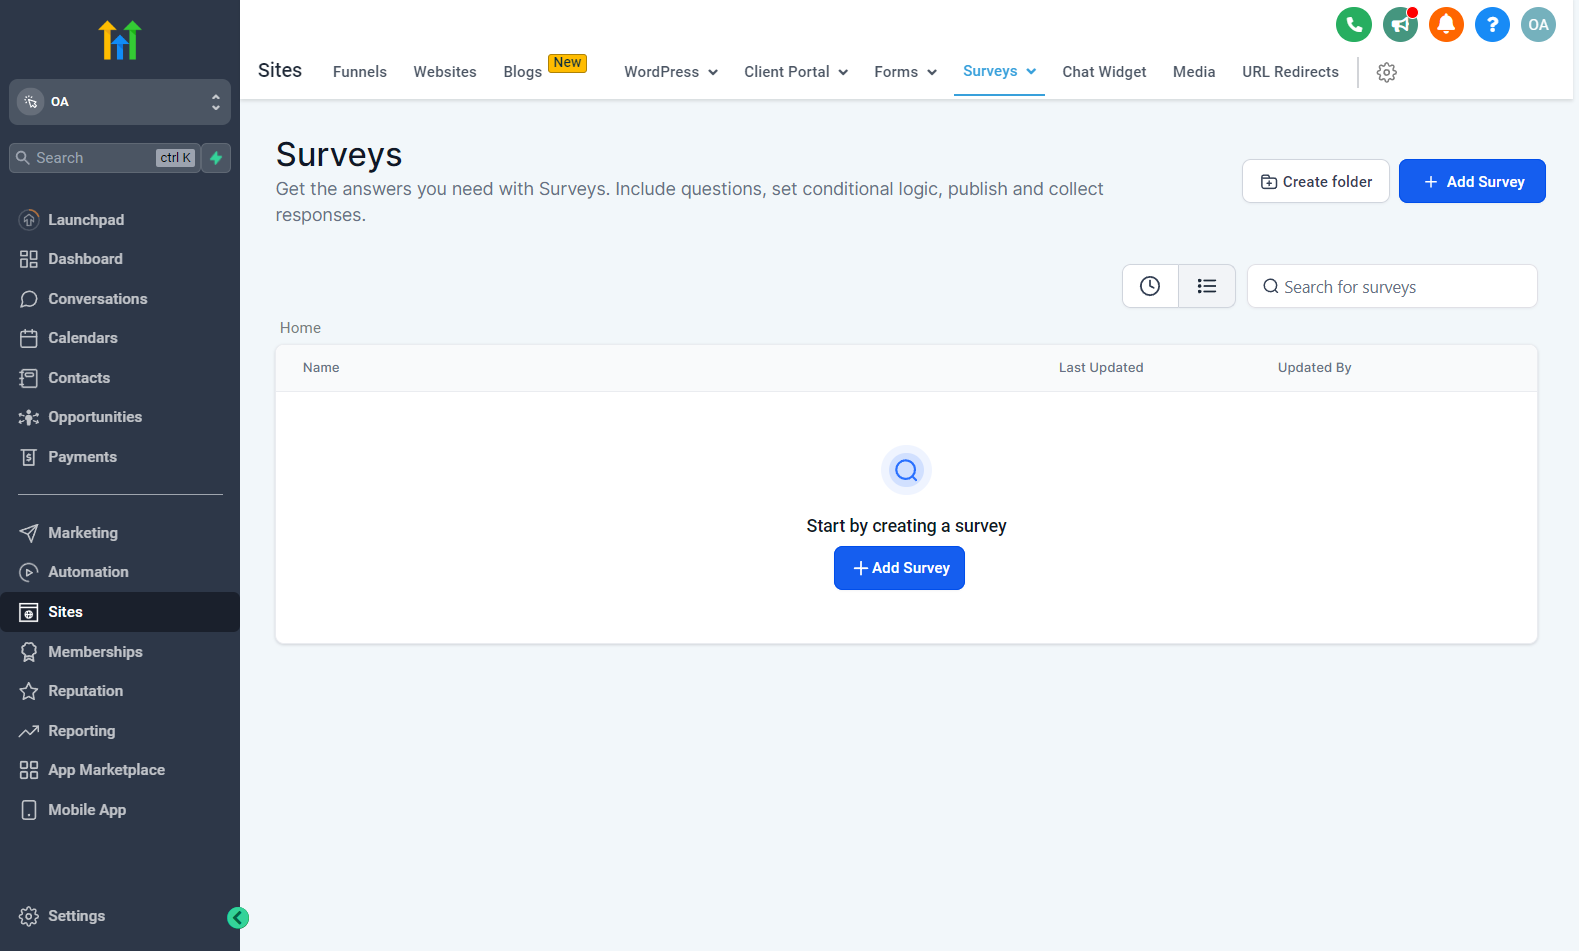 OA
Search
ctrl K
Launchpad
Dashboard
Conversations
Calendars
Contacts
Opportunities
Payments
Marketing
Automation
Sites
Memberships
Reputation
Reporting
App Marketplace
Mobile App
Settings
?
OA
Sites
Funnels
Websites
Blogs
New
WordPress
Client Portal
Forms
Surveys
Chat Widget
Media
URL Redirects
Surveys
Get the answers you need with Surveys. Include questions, set conditional logic, publish and collect
responses.
Create folder
+ Add Survey
Search for surveys
Home
Name
Last Updated
Updated By
Start by creating a survey
+ Add Survey